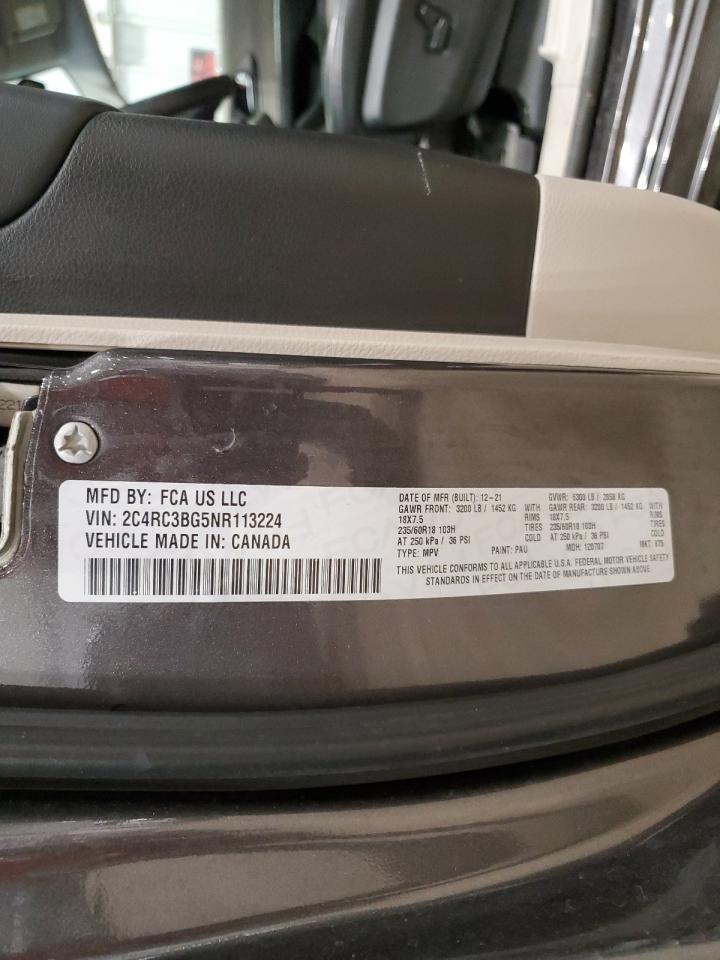 MFD BY: FCA US LLC
VIN: 2C4RC3BG5NR113224
VEHICLE MADE IN: CANADA
DATE OF MFR (BUILT): 12-21 GVWR: 6300 LB / 2858 KG
GAWR FRONT: 3200 LB / 1452 KG WITH GAWR REAR: 3200 LB / 1452 KG WITH
18X7.5 RIMS 18X7.5 RIMS
235/60R18 103H TIRES 235/60R18 103H TIRES
AT 250 kPa / 36 PSI COLD AT 250 kPa / 36 PSI COLD
TYPE: MPV PAINT: PAU MDH: 120707 MKT:
THIS VEHICLE CONFORMS TO ALL APPLICABLE U.S.A. FEDERAL MOTOR VEHICLE SAFETY
STANDARDS IN EFFECT ON THE DATE OF MANUFACTURE SHOWN ABOVE.